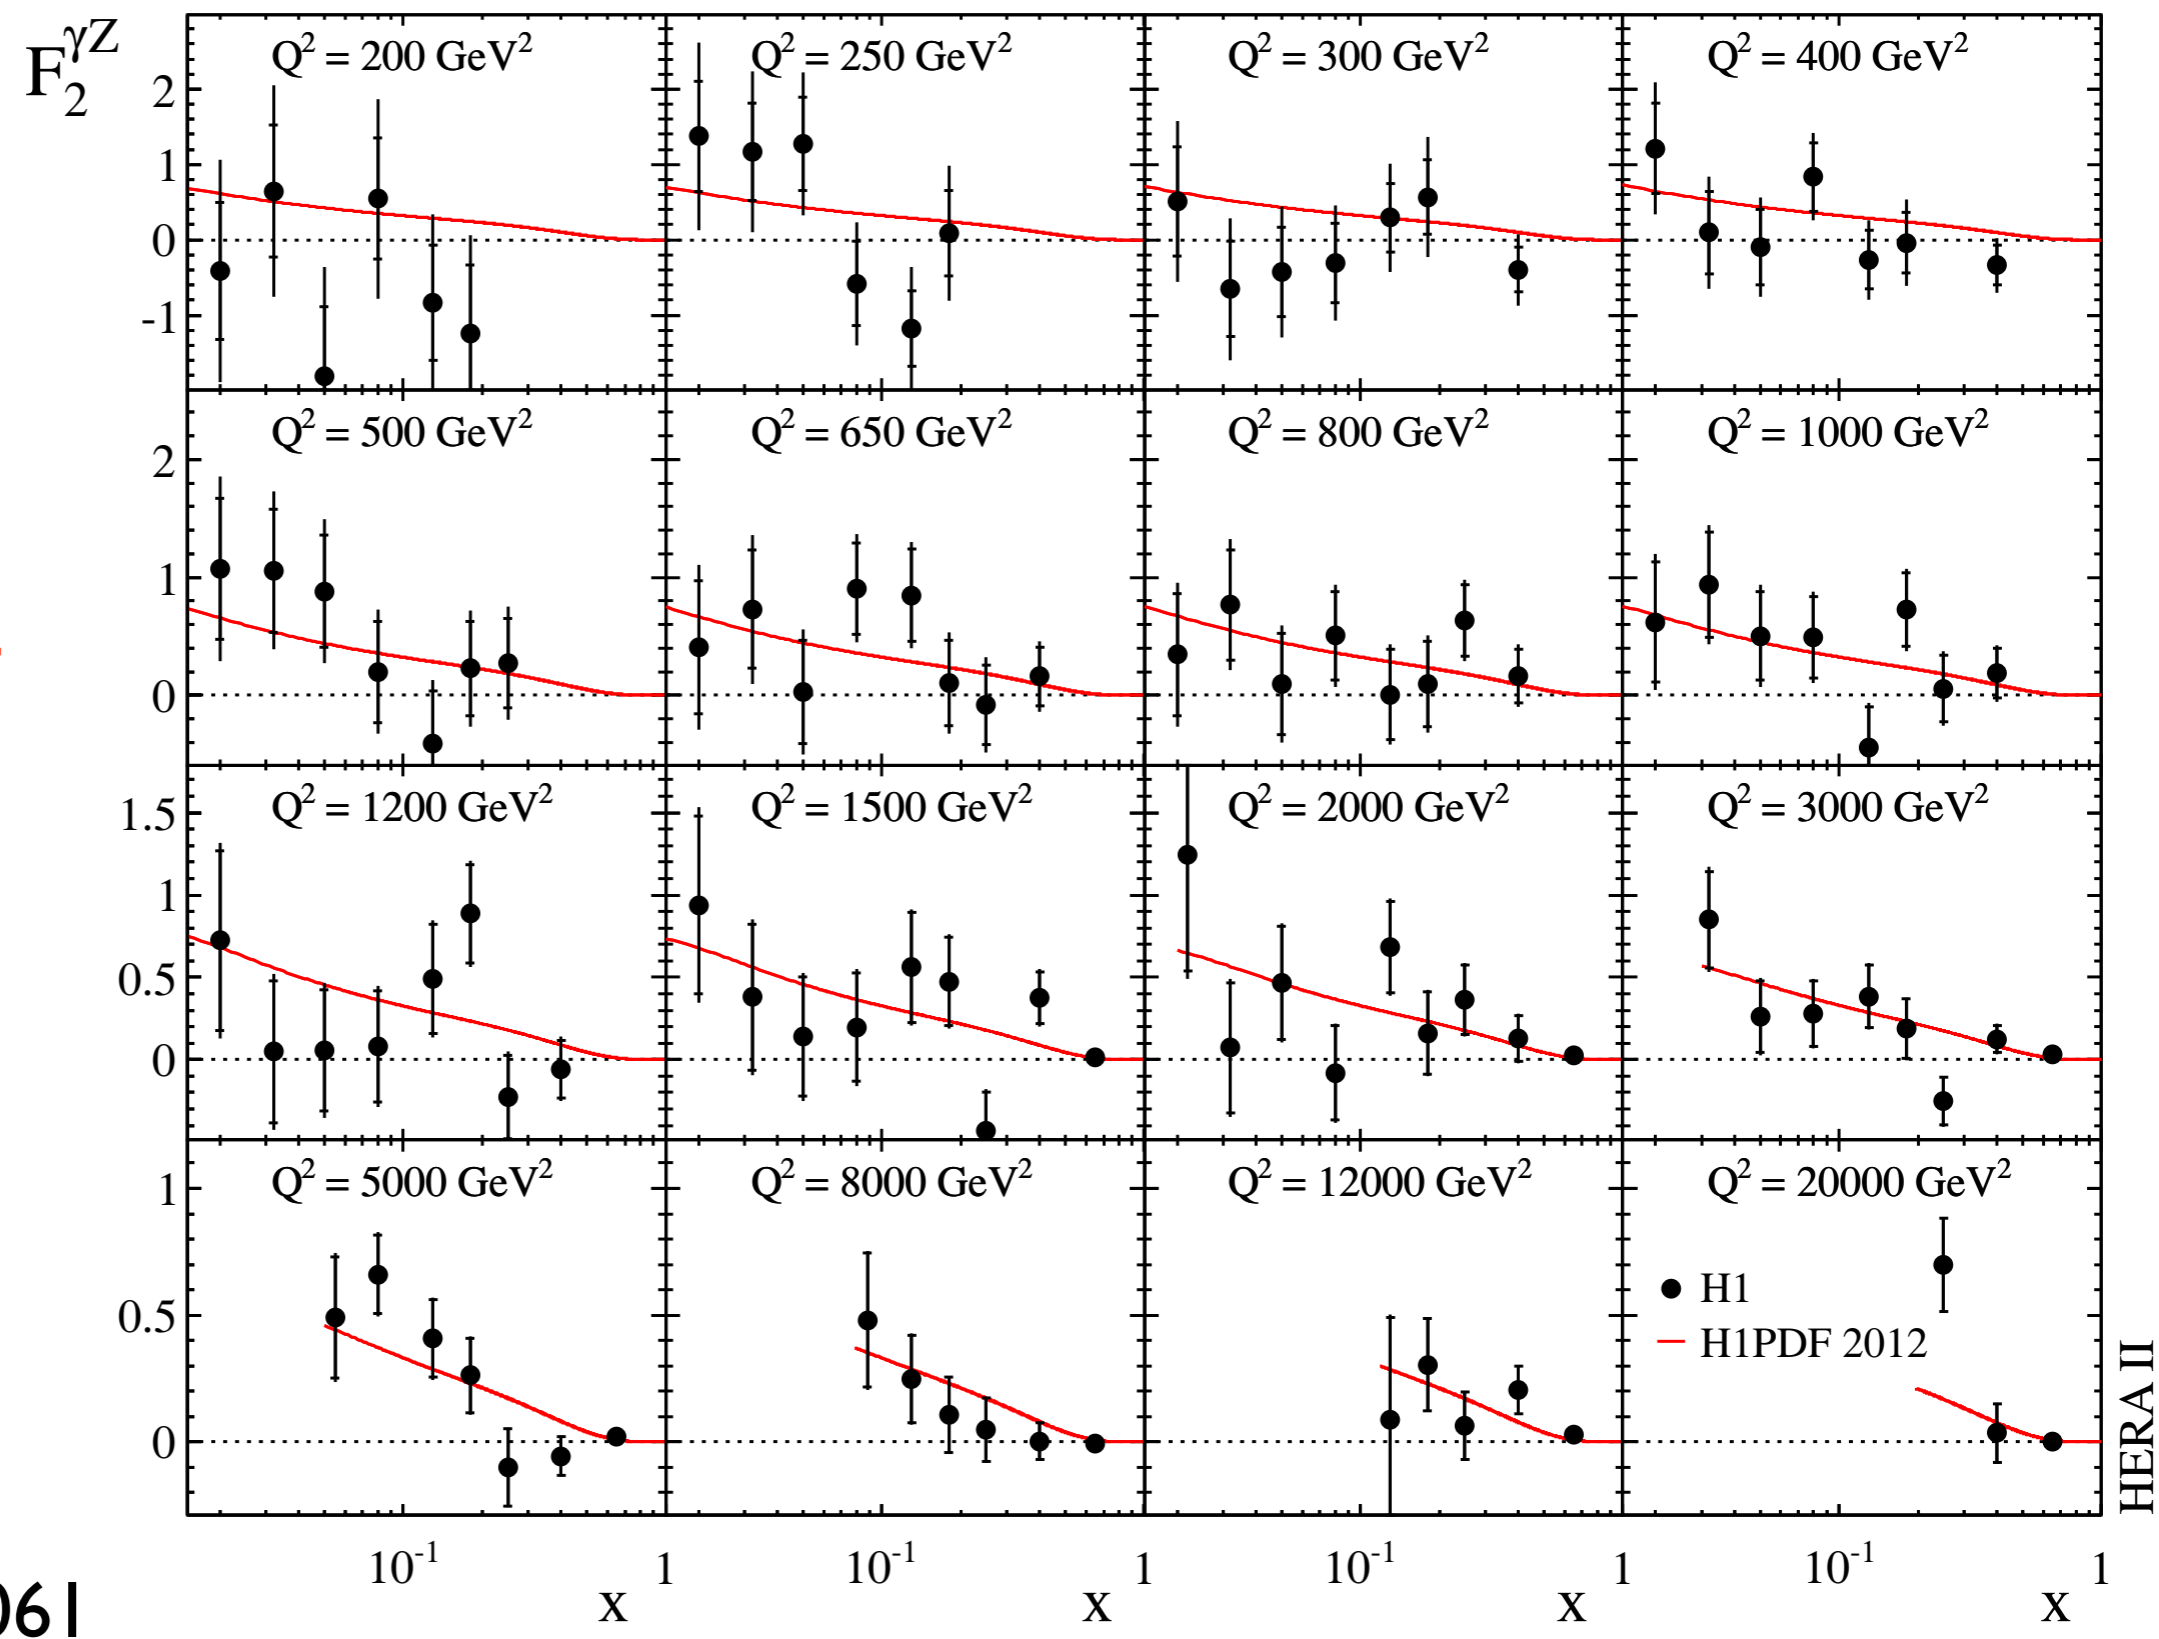 F₂^γZ
Q² = 200 GeV² Q² = 250 GeV² Q² = 300 GeV² Q² = 400 GeV²
2
1
0
-1
Q² = 500 GeV² Q² = 650 GeV² Q² = 800 GeV² Q² = 1000 GeV²
2
1
0
Q² = 1200 GeV² Q² = 1500 GeV² Q² = 2000 GeV² Q² = 3000 GeV²
1.5
1
0.5
0
Q² = 5000 GeV² Q² = 8000 GeV² Q² = 12000 GeV² Q² = 20000 GeV²
1
0.5
0
H1
H1PDF 2012
HERA II
10⁻¹ 1 10⁻¹ 1 10⁻¹ 1 10⁻¹ 1
x x x x
061